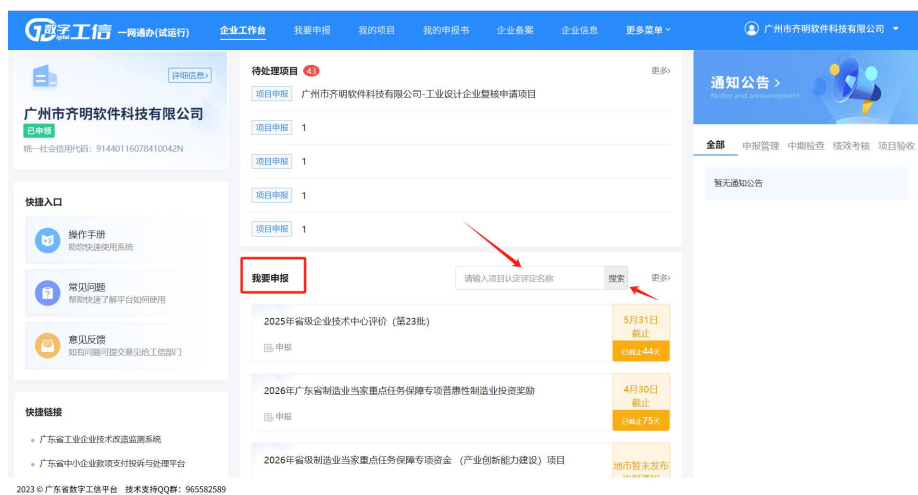 数字工信 一网通办(试运行)
企业工作台 我要申报 我的项目 我的申报书 企业备案 企业信息 更多菜单
广州市齐明软件科技有限公司
详细信息>
广州市齐明软件科技有限公司
已申领
统一社会信用代码：91440116078410042N
快捷入口
操作手册
助您快速使用系统
常见问题
帮助快速了解平台如何使用
意见反馈
如有问题可提交意见给工信部门
快捷链接
广东省工业企业技术改造监测系统
广东省中小企业款项支付投诉与处理平台
待处理项目 43 更多>
项目申报 广州市齐明软件科技有限公司-工业设计企业复核申请项目
项目申报 1
项目申报 1
项目申报 1
项目申报 1
我要申报 请输入项目认定评定名称 搜索 更多>
2025年省级企业技术中心评价（第23批）
申报
5月31日
截止
已截止44天
2026年广东省制造业当家重点任务保障专项普惠性制造业投资奖励
申报
4月30日
截止
已截止75天
2026年省级制造业当家重点任务保障专项资金 （产业创新能力建设）项目
地市暂未发布
通知公告 >
Notice and announcement
全部 申报管理 中期检查 绩效考核 项目验收
暂无通知公告
2023 © 广东省数字工信平台 技术支持QQ群：965582589